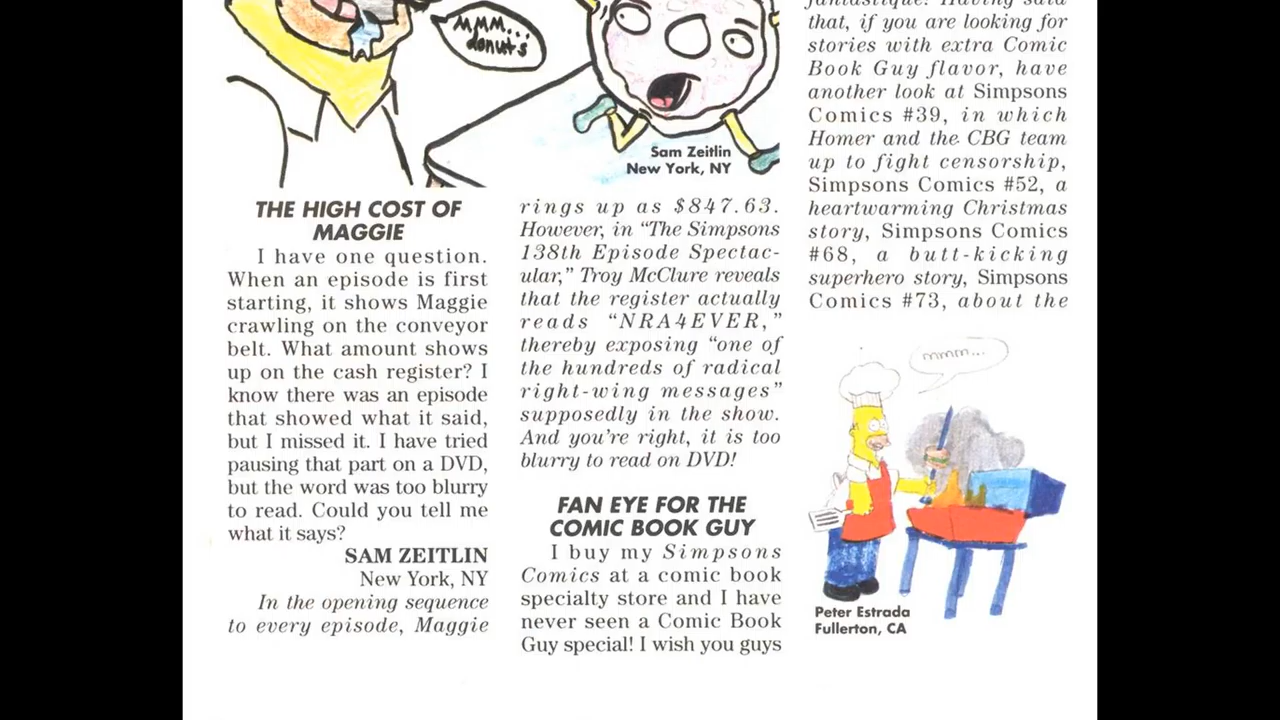 MMM...
donuts
Sam Zeitlin
New York, NY
THE HIGH COST OF
MAGGIE
I have one question.
When an episode is first
starting, it shows Maggie
crawling on the conveyor
belt. What amount shows
up on the cash register? I
know there was an episode
that showed what it said,
but I missed it. I have tried
pausing that part on a DVD,
but the word was too blurry
to read. Could you tell me
what it says?
SAM ZEITLIN
New York, NY
In the opening sequence
to every episode, Maggie
rings up as $847.63.
However, in “The Simpsons
138th Episode Spectac-
ular,” Troy McClure reveals
that the register actually
reads “NRA4EVER,”
thereby exposing “one of
the hundreds of radical
right-wing messages”
supposedly in the show.
And you’re right, it is too
blurry to read on DVD!
FAN EYE FOR THE
COMIC BOOK GUY
I buy my Simpsons
Comics at a comic book
specialty store and I have
never seen a Comic Book
Guy special! I wish you guys
fantastique! Having said
that, if you are looking for
stories with extra Comic
Book Guy flavor, have
another look at Simpsons
Comics #39, in which
Homer and the CBG team
up to fight censorship,
Simpsons Comics #52, a
heartwarming Christmas
story, Simpsons Comics
#68, a butt-kicking
superhero story, Simpsons
Comics #73, about the
mmm...
Peter Estrada
Fullerton, CA